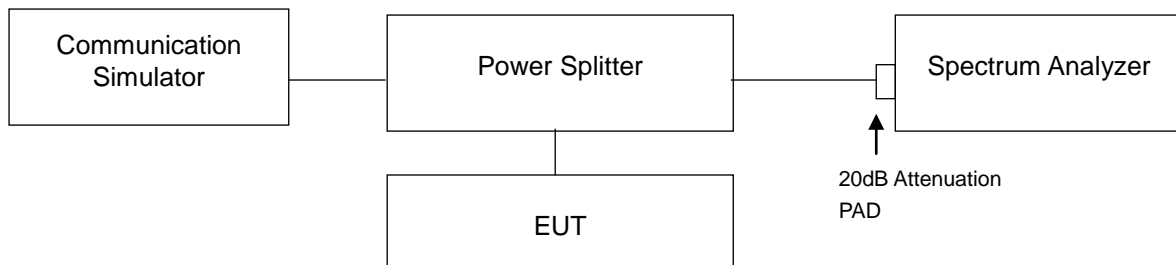 Communication
Simulator
Power Splitter
Spectrum Analyzer
20dB Attenuation
PAD
EUT